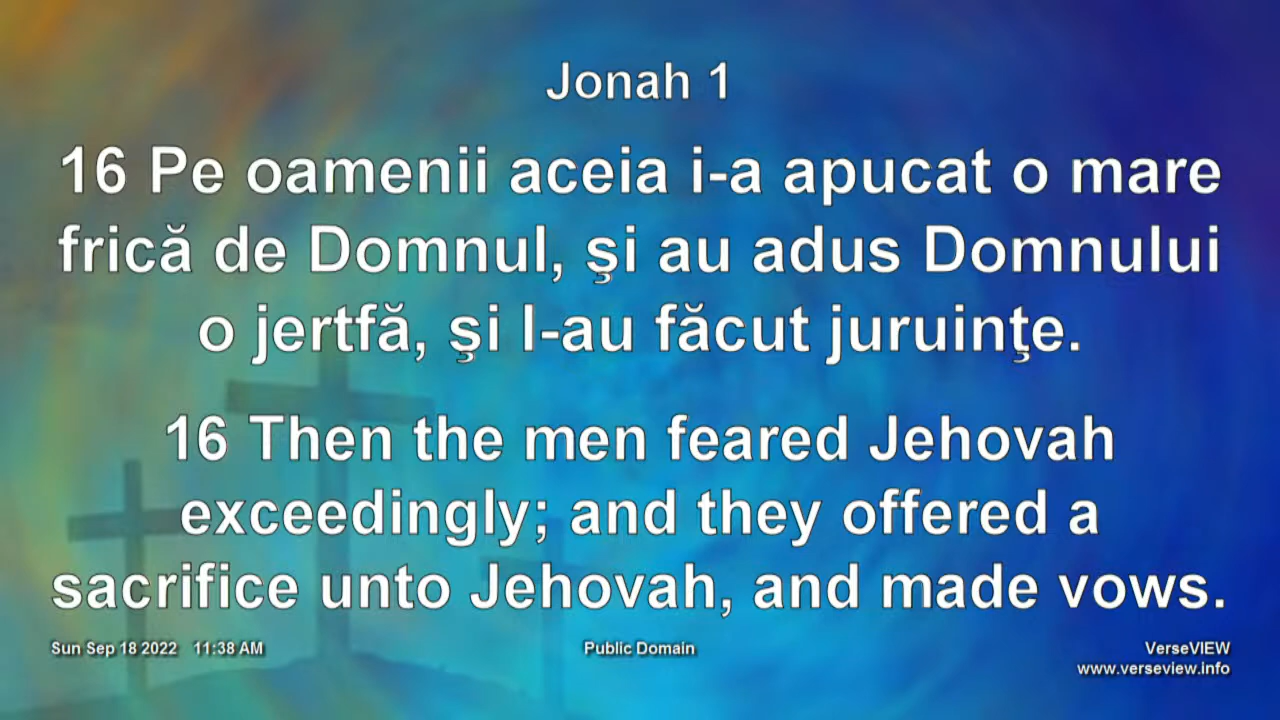 Jonah 1
16 Pe oamenii aceia i-a apucat o mare
frică de Domnul, şi au adus Domnului
o jertfă, şi I-au făcut juruinţe.
16 Then the men feared Jehovah
exceedingly; and they offered a
sacrifice unto Jehovah, and made vows.
Sun Sep 18 2022 11:38 AM
Public Domain
VerseVIEW
www.verseview.info